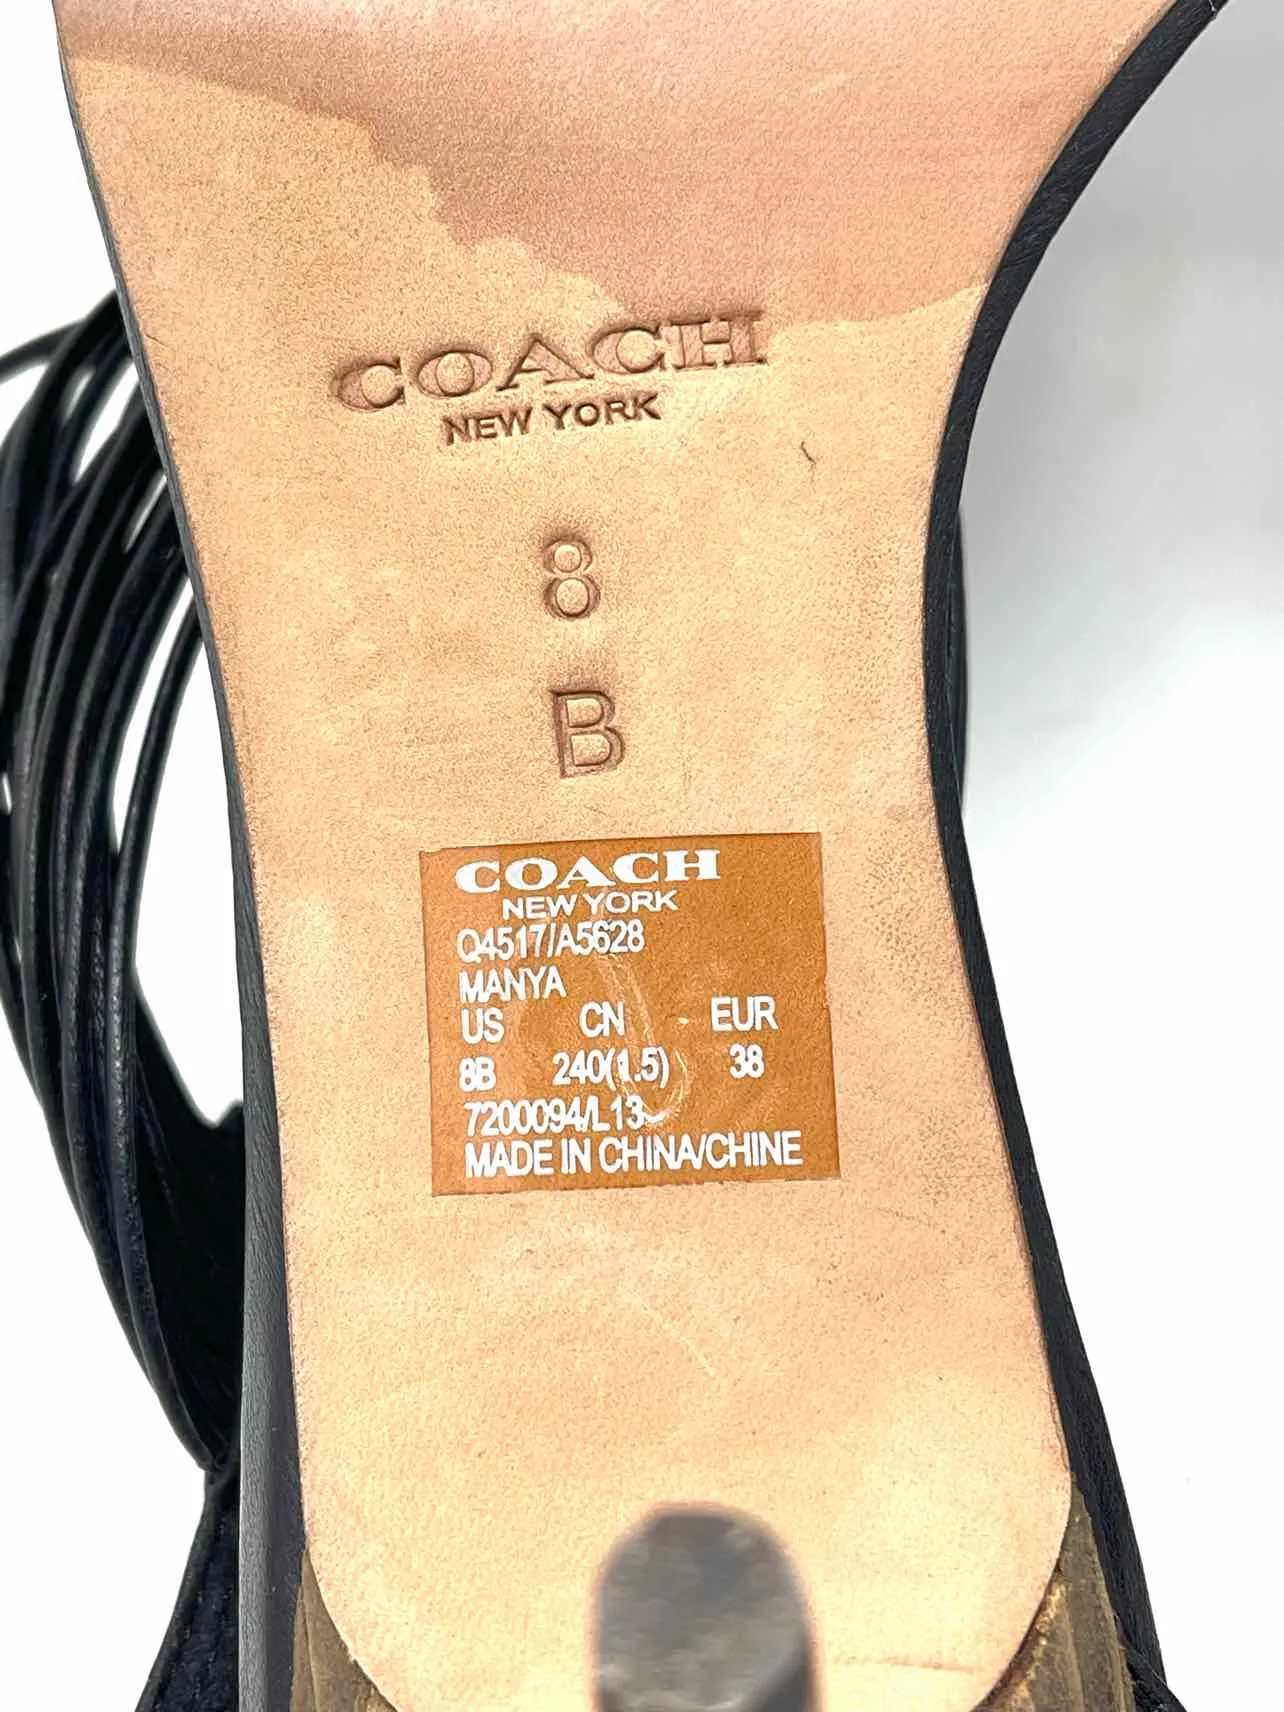 COACH
NEW YORK
8
B
COACH
NEW YORK
Q4517/A5628
MANYA
US CN EUR
8B 240(1.5) 38
7200094/L13
MADE IN CHINA/CHINE